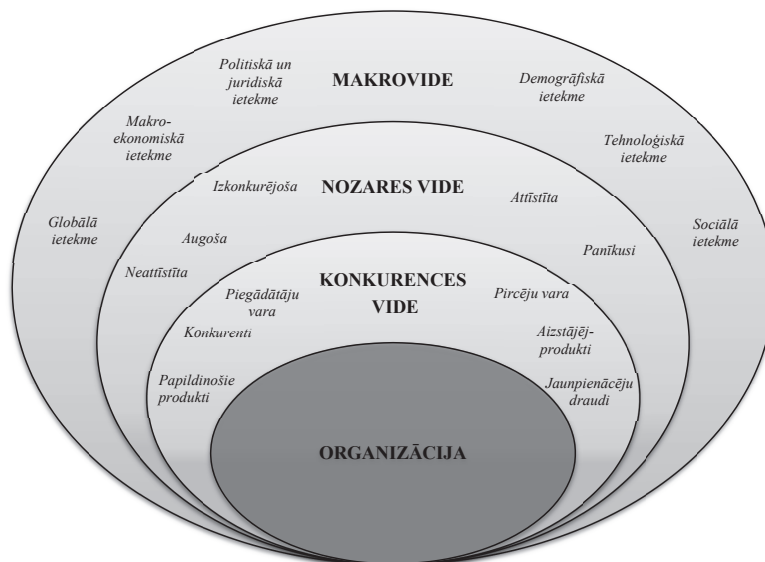 Politiskā un
juridiskā
ietekme
MAKROVIDE
Demogrāfiskā
ietekme
Makro-
ekonomiskā
ietekme
Tehnoloģiskā
ietekme
Globālā
ietekme
Sociālā
ietekme
Izkonkurējoša
NOZARES VIDE
Attīstīta
Augoša
Panīkusi
Neattīstīta
KONKURENCES
VIDE
Piegādātāju
vara
Pircēju vara
Konkurenti
Aizstājēj-
produkti
Papildinošie
produkti
Jaunpienācēju
draudi
ORGANIZĀCIJA